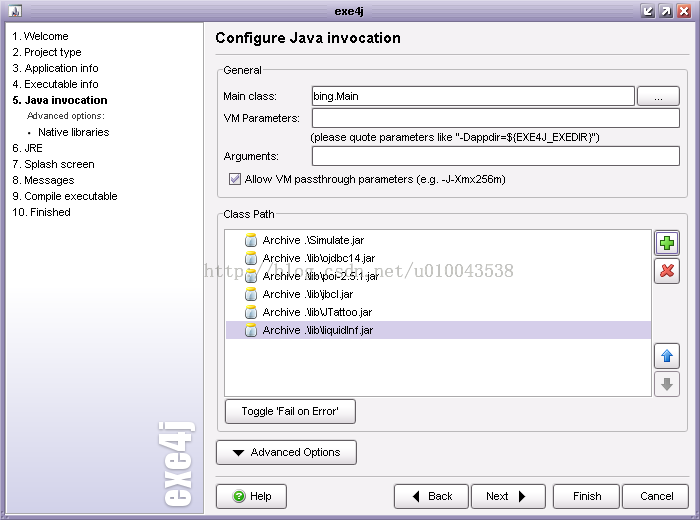 exe4j
1. Welcome
2. Project type
3. Application info
4. Executable info
5. Java invocation
Advanced options:
• Native libraries
6. JRE
7. Splash screen
8. Messages
9. Compile executable
10. Finished
exe4j
Configure Java invocation
General
Main class: bing.Main ...
VM Parameters:
(please quote parameters like "-Dappdir=${EXE4J_EXEDIR}")
Arguments:
Allow VM passthrough parameters (e.g. -J-Xmx256m)
Class Path
Archive .\Simulate.jar
Archive .\lib\ojdbc14.jar
http://blog.csdn.net/u010043538
Archive .\lib\poi-2.5.1.jar
Archive .\lib\jbcl.jar
Archive .\lib\JTattoo.jar
Archive .\lib\liquidlnf.jar
Toggle 'Fail on Error'
Advanced Options
Help Back Next Finish Cancel